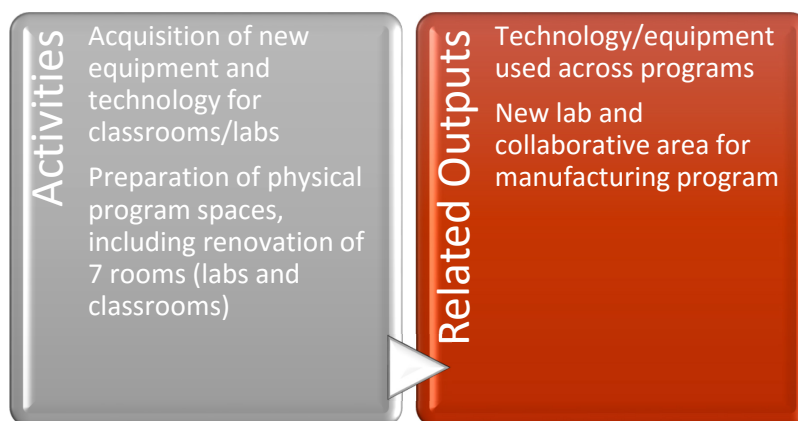 Activities
Acquisition of new
equipment and
technology for
classrooms/labs
Preparation of physical
program spaces,
including renovation of
7 rooms (labs and
classrooms)
Related Outputs
Technology/equipment
used across programs
New lab and
collaborative area for
manufacturing program